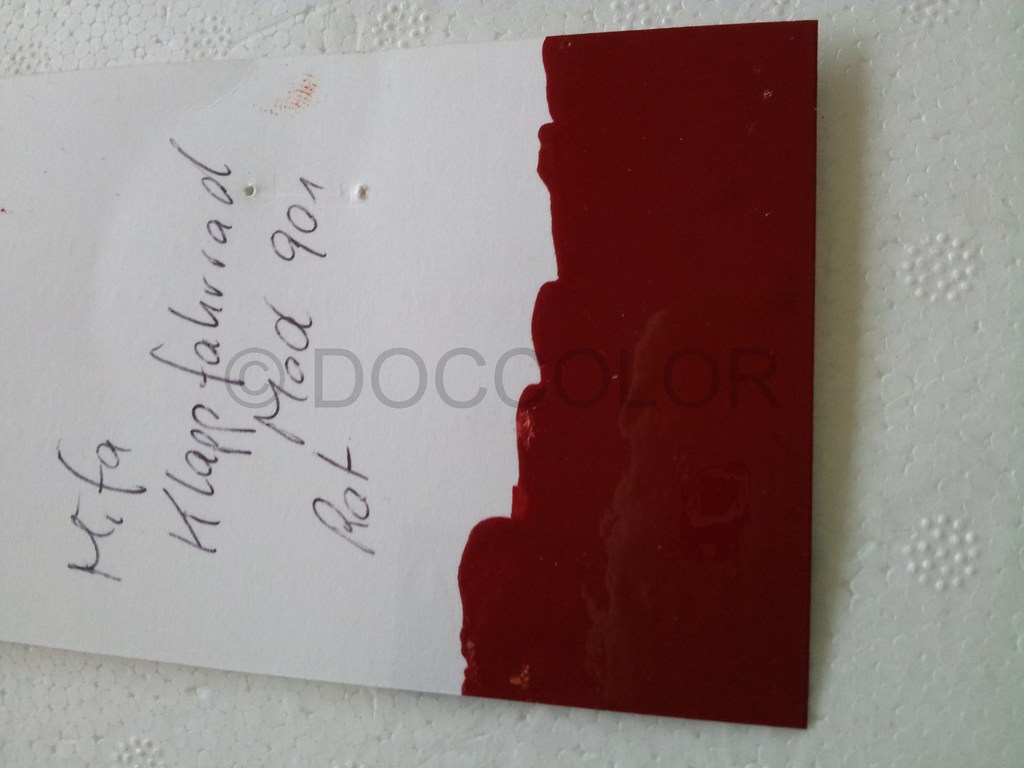 Mifa
Klappfahrrad
Mod 901
Rot
© DOCCOLOR